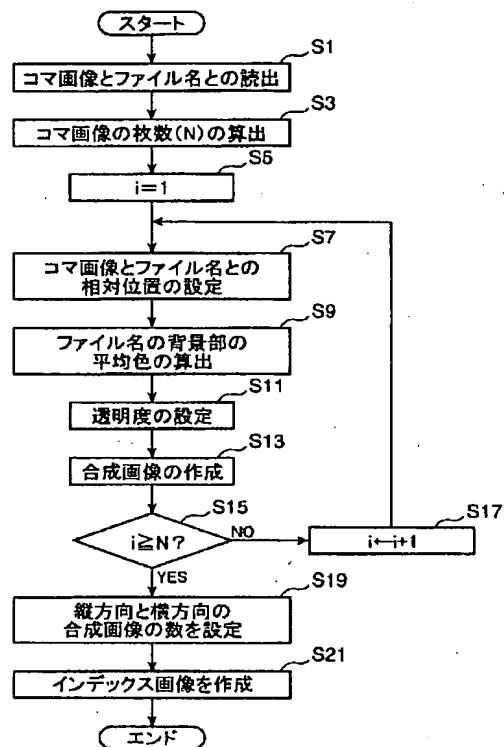 スタート
S1
コマ画像とファイル名との読出
S3
コマ画像の枚数(N)の算出
S5
i=1
S7
コマ画像とファイル名との
相対位置の設定
S9
ファイル名の背景部の
平均色の算出
S11
透明度の設定
S13
合成画像の作成
S15
i≧N?
NO
S17
i←i+1
YES
S19
縦方向と横方向の
合成画像の数を設定
S21
インデックス画像を作成
エンド